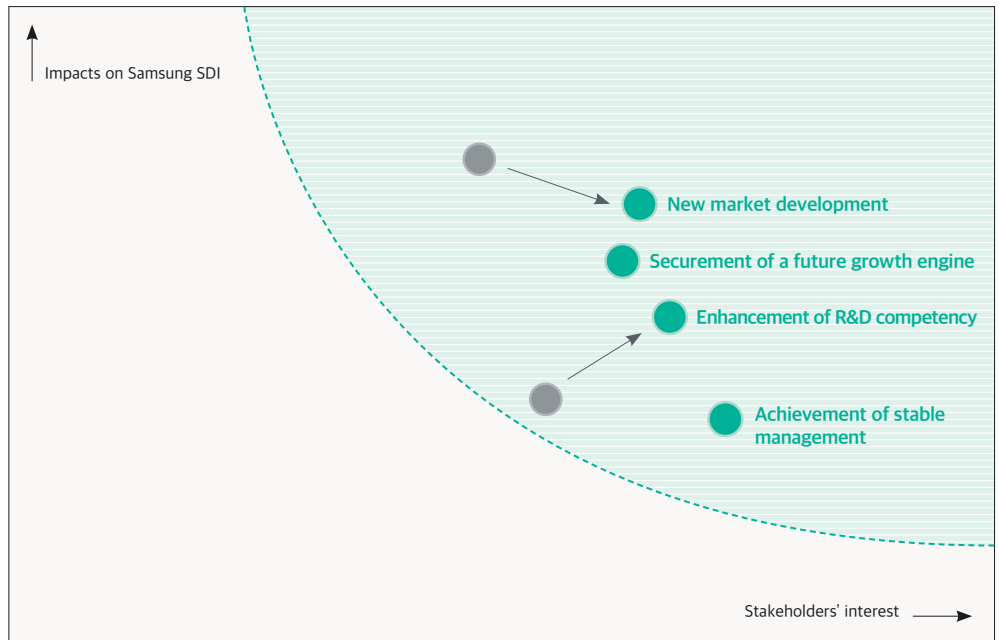 Impacts on Samsung SDI
New market development
Securement of a future growth engine
Enhancement of R&D competency
Achievement of stable
management
Stakeholders’ interest